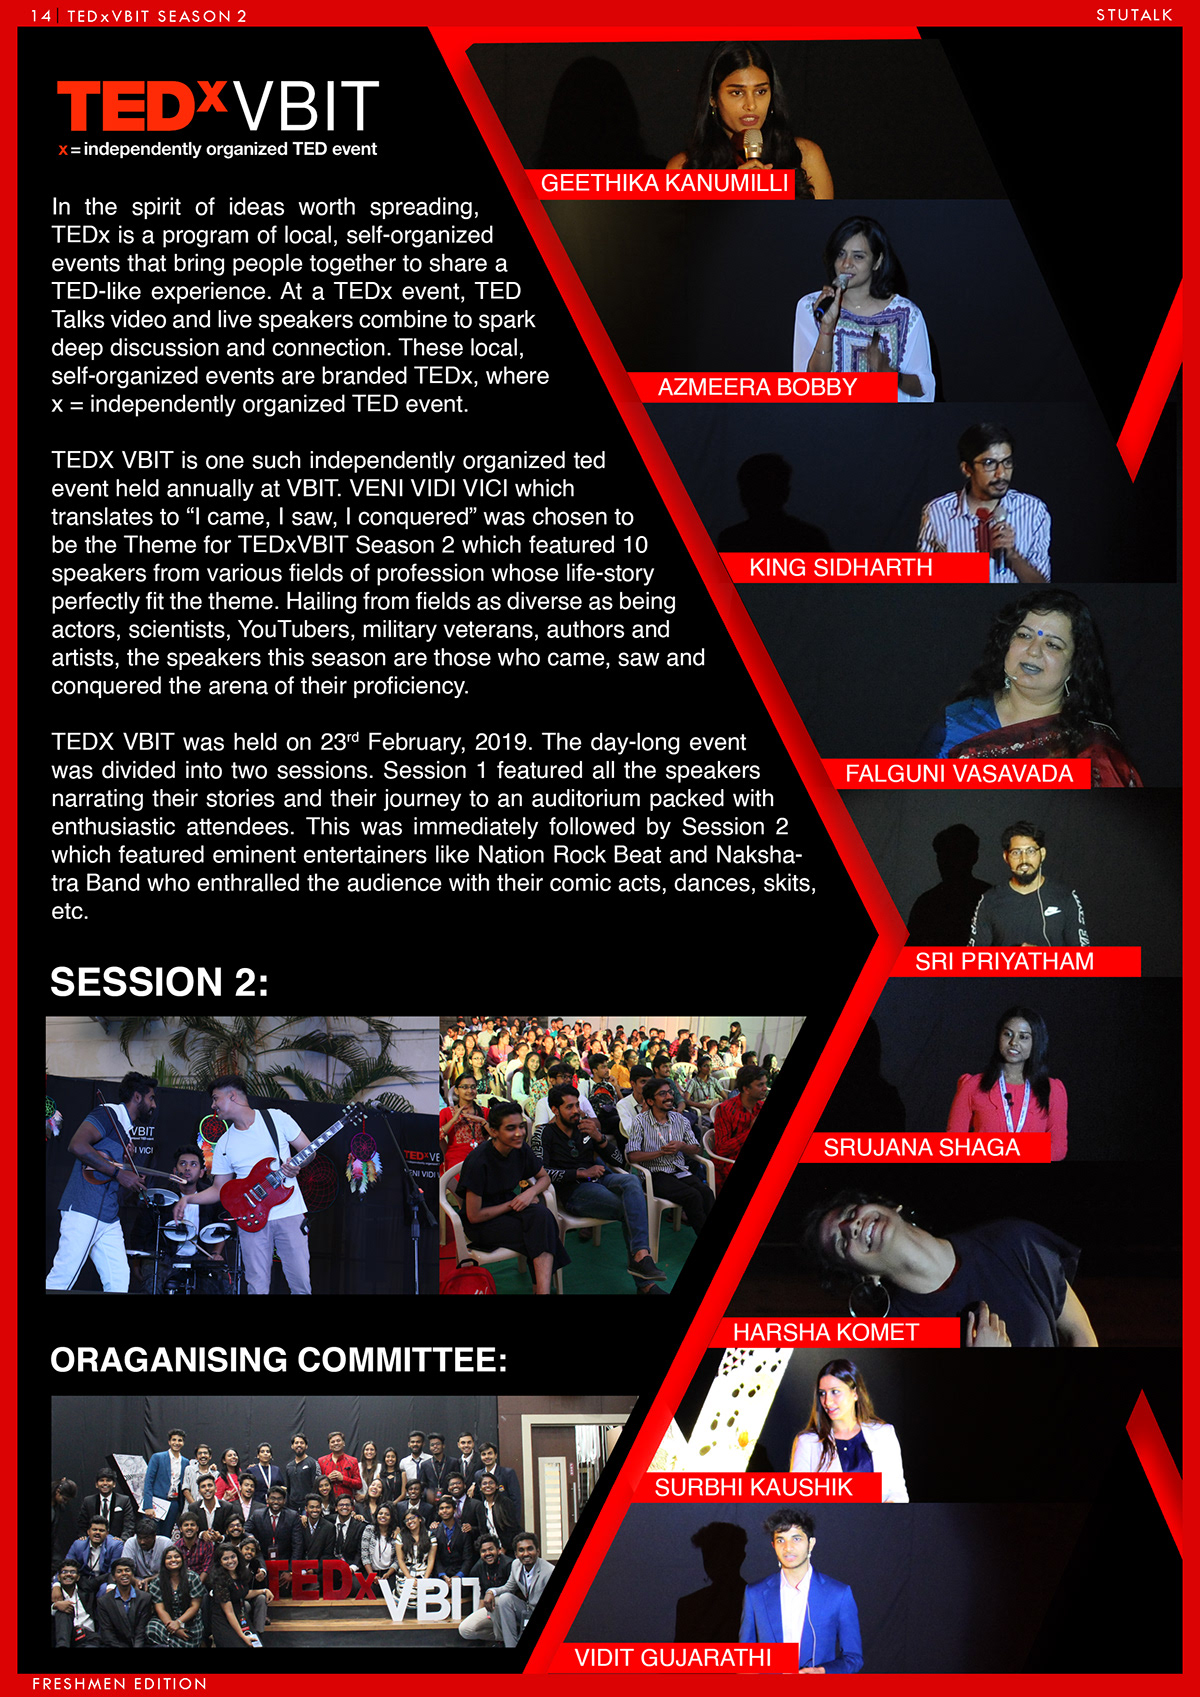 14 | TEDxVBIT SEASON 2
STUTALK
TEDxVBIT
x = independently organized TED event
In the spirit of ideas worth spreading,
TEDx is a program of local, self-organized
events that bring people together to share a
TED-like experience. At a TEDx event, TED
Talks video and live speakers combine to spark
deep discussion and connection. These local,
self-organized events are branded TEDx, where
x = independently organized TED event.
TEDX VBIT is one such independently organized ted
event held annually at VBIT. VENI VIDI VICI which
translates to “I came, I saw, I conquered” was chosen to
be the Theme for TEDxVBIT Season 2 which featured 10
speakers from various fields of profession whose life-story
perfectly fit the theme. Hailing from fields as diverse as being
actors, scientists, YouTubers, military veterans, authors and
artists, the speakers this season are those who came, saw and
conquered the arena of their proficiency.
TEDX VBIT was held on 23rd February, 2019. The day-long event
was divided into two sessions. Session 1 featured all the speakers
narrating their stories and their journey to an auditorium packed with
enthusiastic attendees. This was immediately followed by Session 2
which featured eminent entertainers like Nation Rock Beat and Naksha-
tra Band who enthralled the audience with their comic acts, dances, skits,
etc.
SESSION 2:
VBIT
NI VICI
TEDxVB
VENI VIDI V
ORAGANISING COMMITTEE:
TEDx
VBIT
GEETHIKA KANUMILLI
AZMEERA BOBBY
KING SIDHARTH
FALGUNI VASAVADA
SRI PRIYATHAM
SRUJANA SHAGA
HARSHA KOMET
SURBHI KAUSHIK
VIDIT GUJARATHI
FRESHMEN EDITION